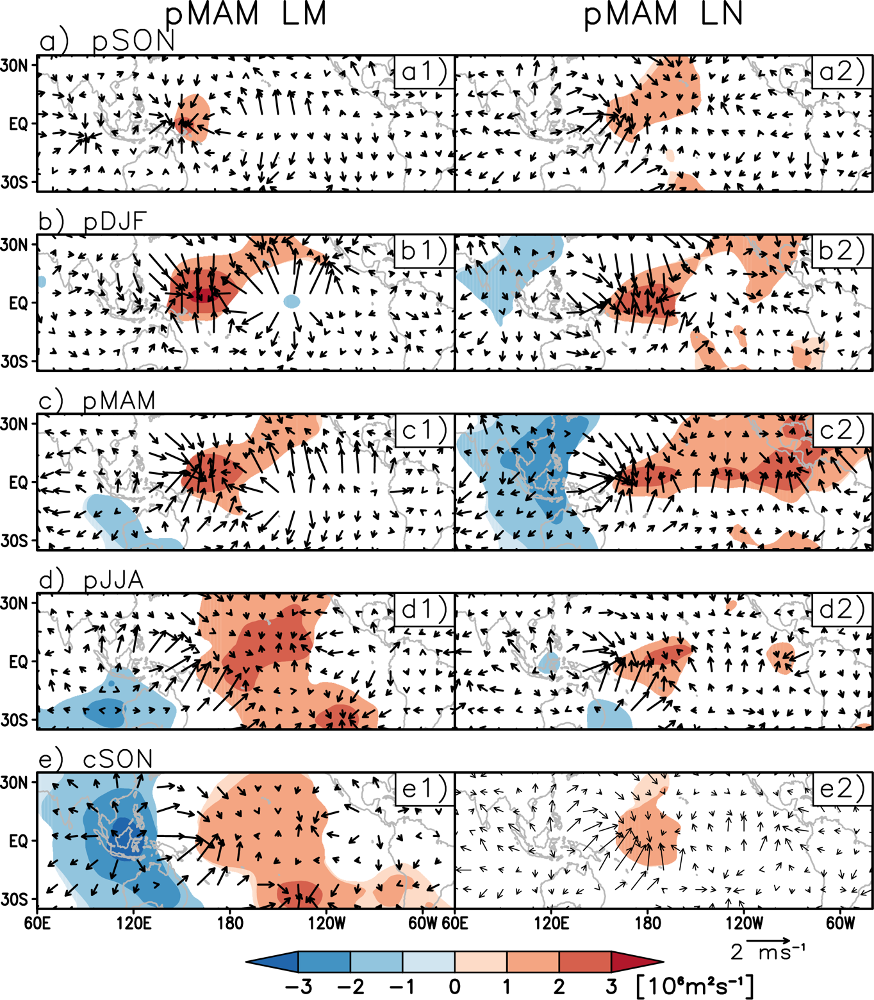 pMAM LM
pMAM LN
a) pSON
30N
EQ
30S
a1)
a2)
b) pDJF
30N
EQ
30S
b1)
b2)
c) pMAM
30N
EQ
30S
c1)
c2)
d) pJJA
30N
EQ
30S
d1)
d2)
e) cSON
30N
EQ
30S
e1)
e2)
60E 120E 180 120W 60W 60E 120E 180 120W 60W
2 ms⁻¹
−3 −2 −1 0 1 2 3 [10⁶m²s⁻¹]